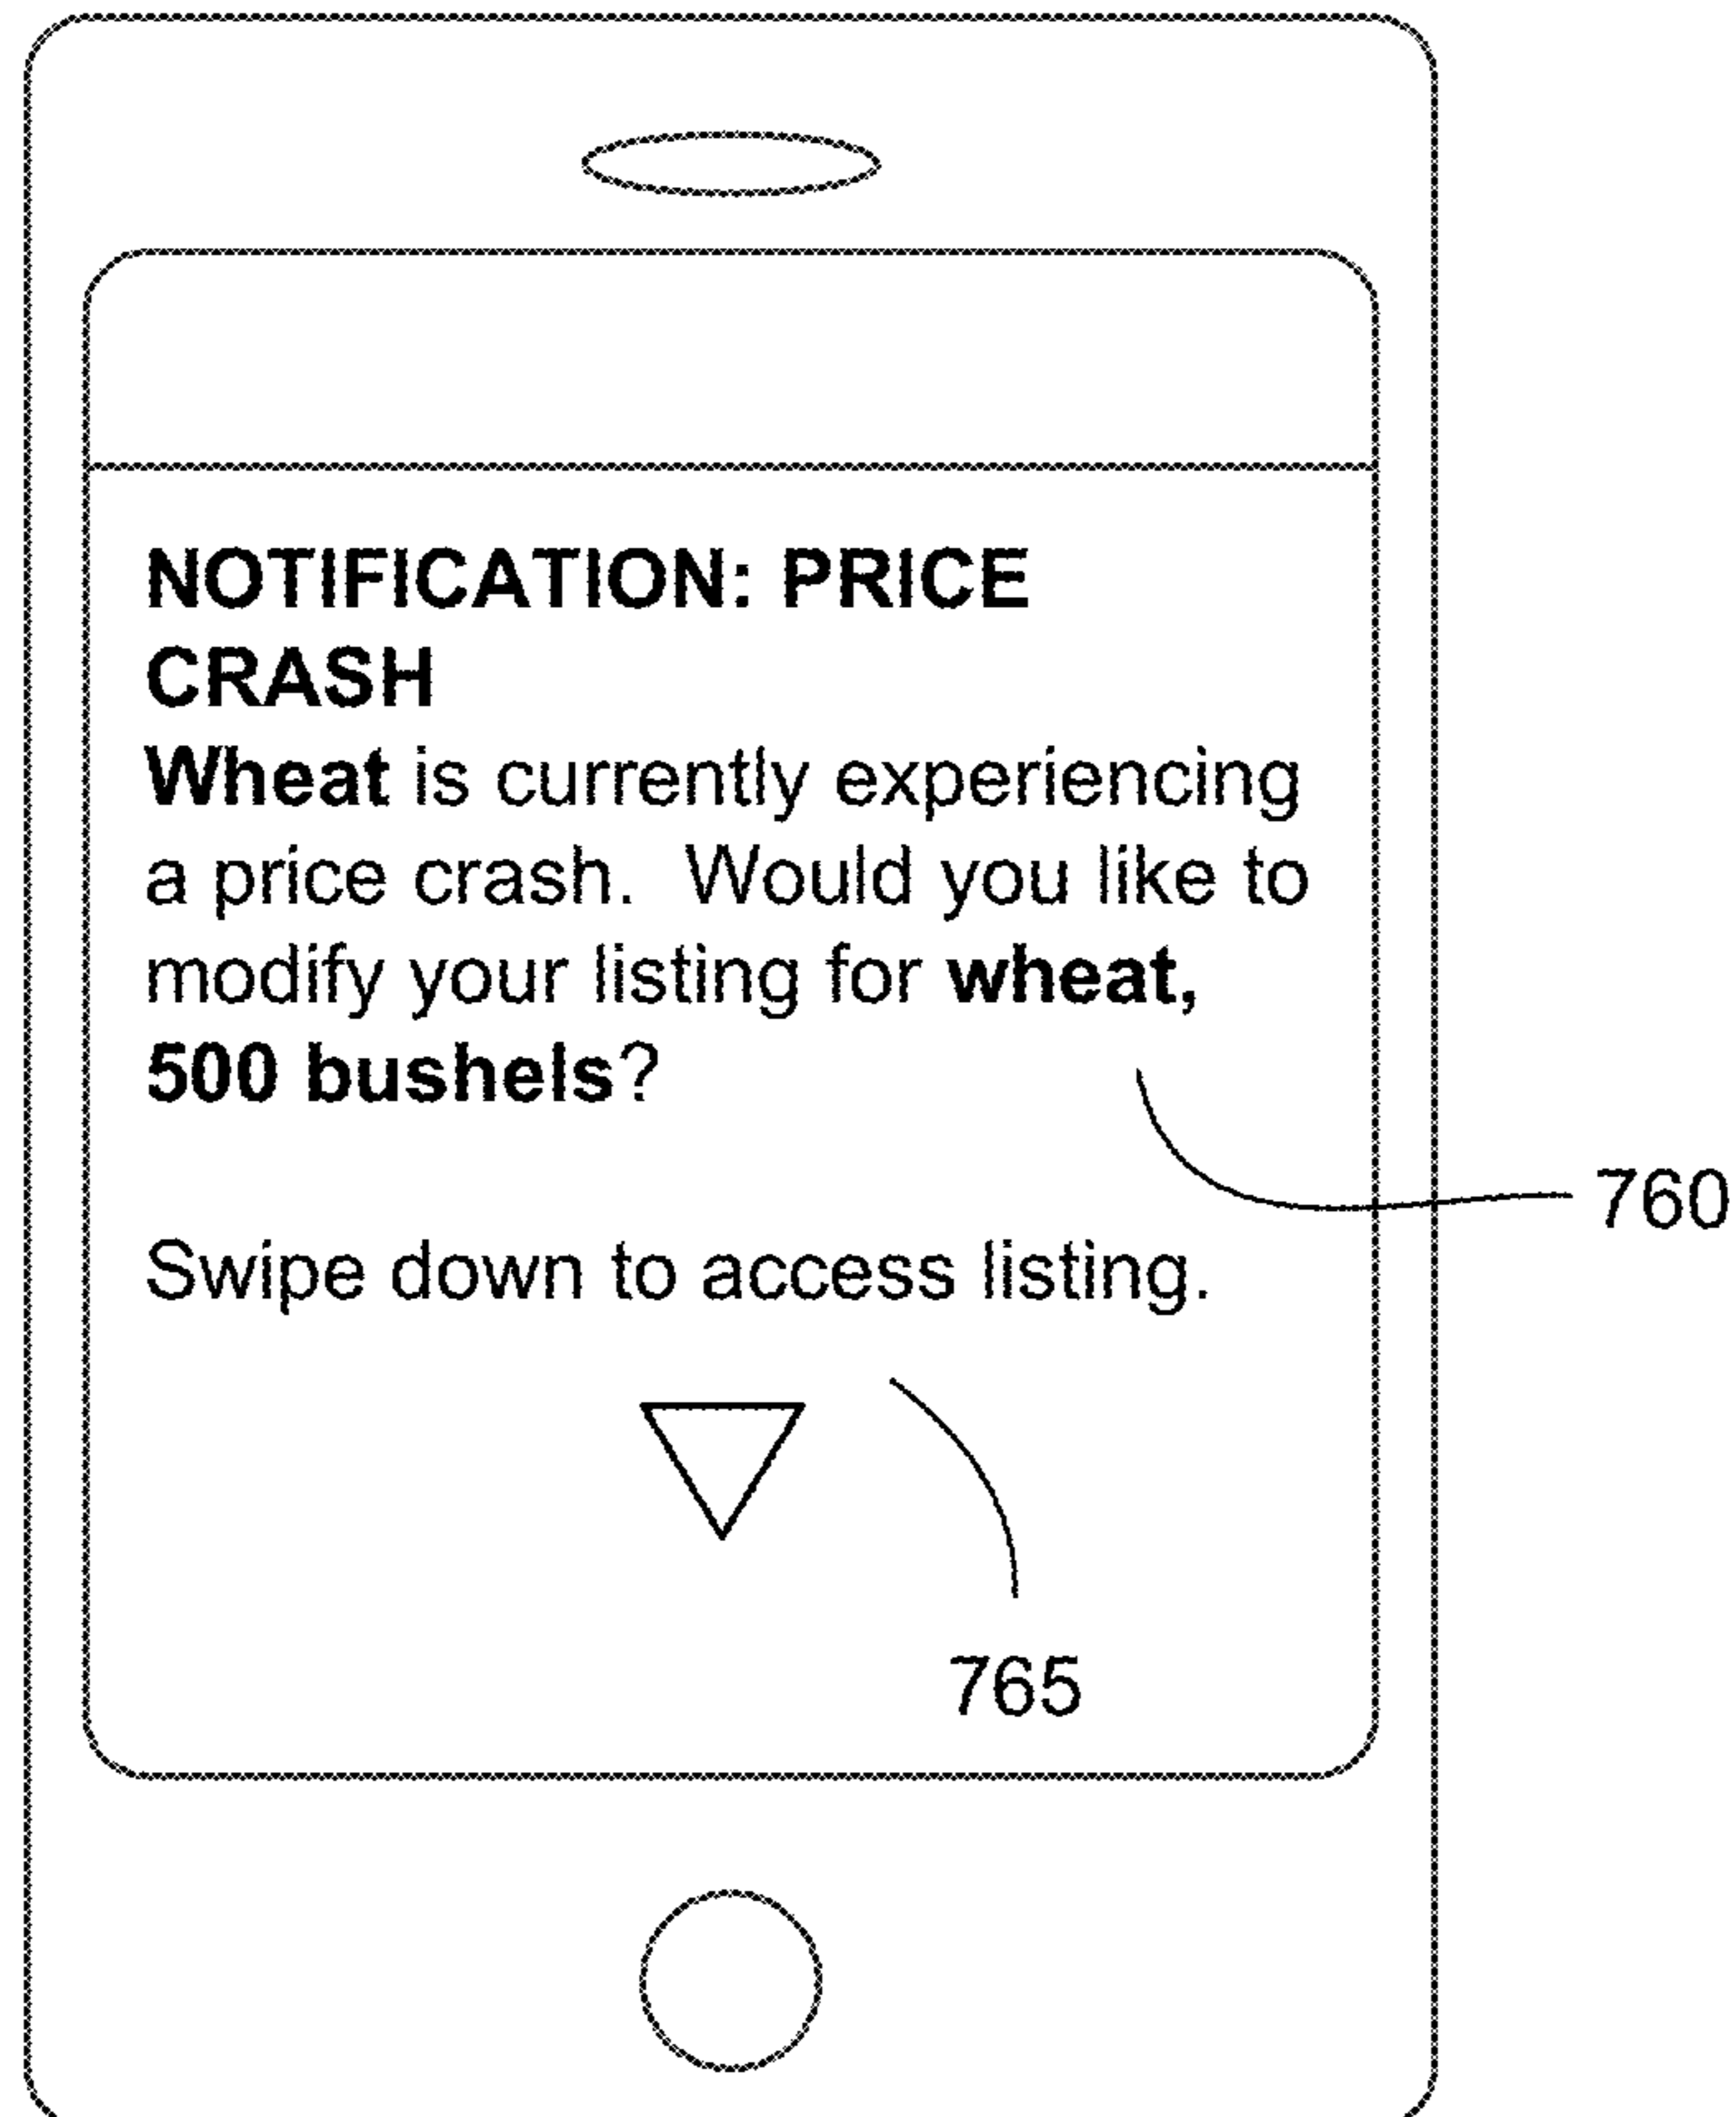 NOTIFICATION: PRICE
CRASH
Wheat is currently experiencing
a price crash.  Would you like to
modify your listing for wheat,
500 bushels?
760
Swipe down to access listing.
765